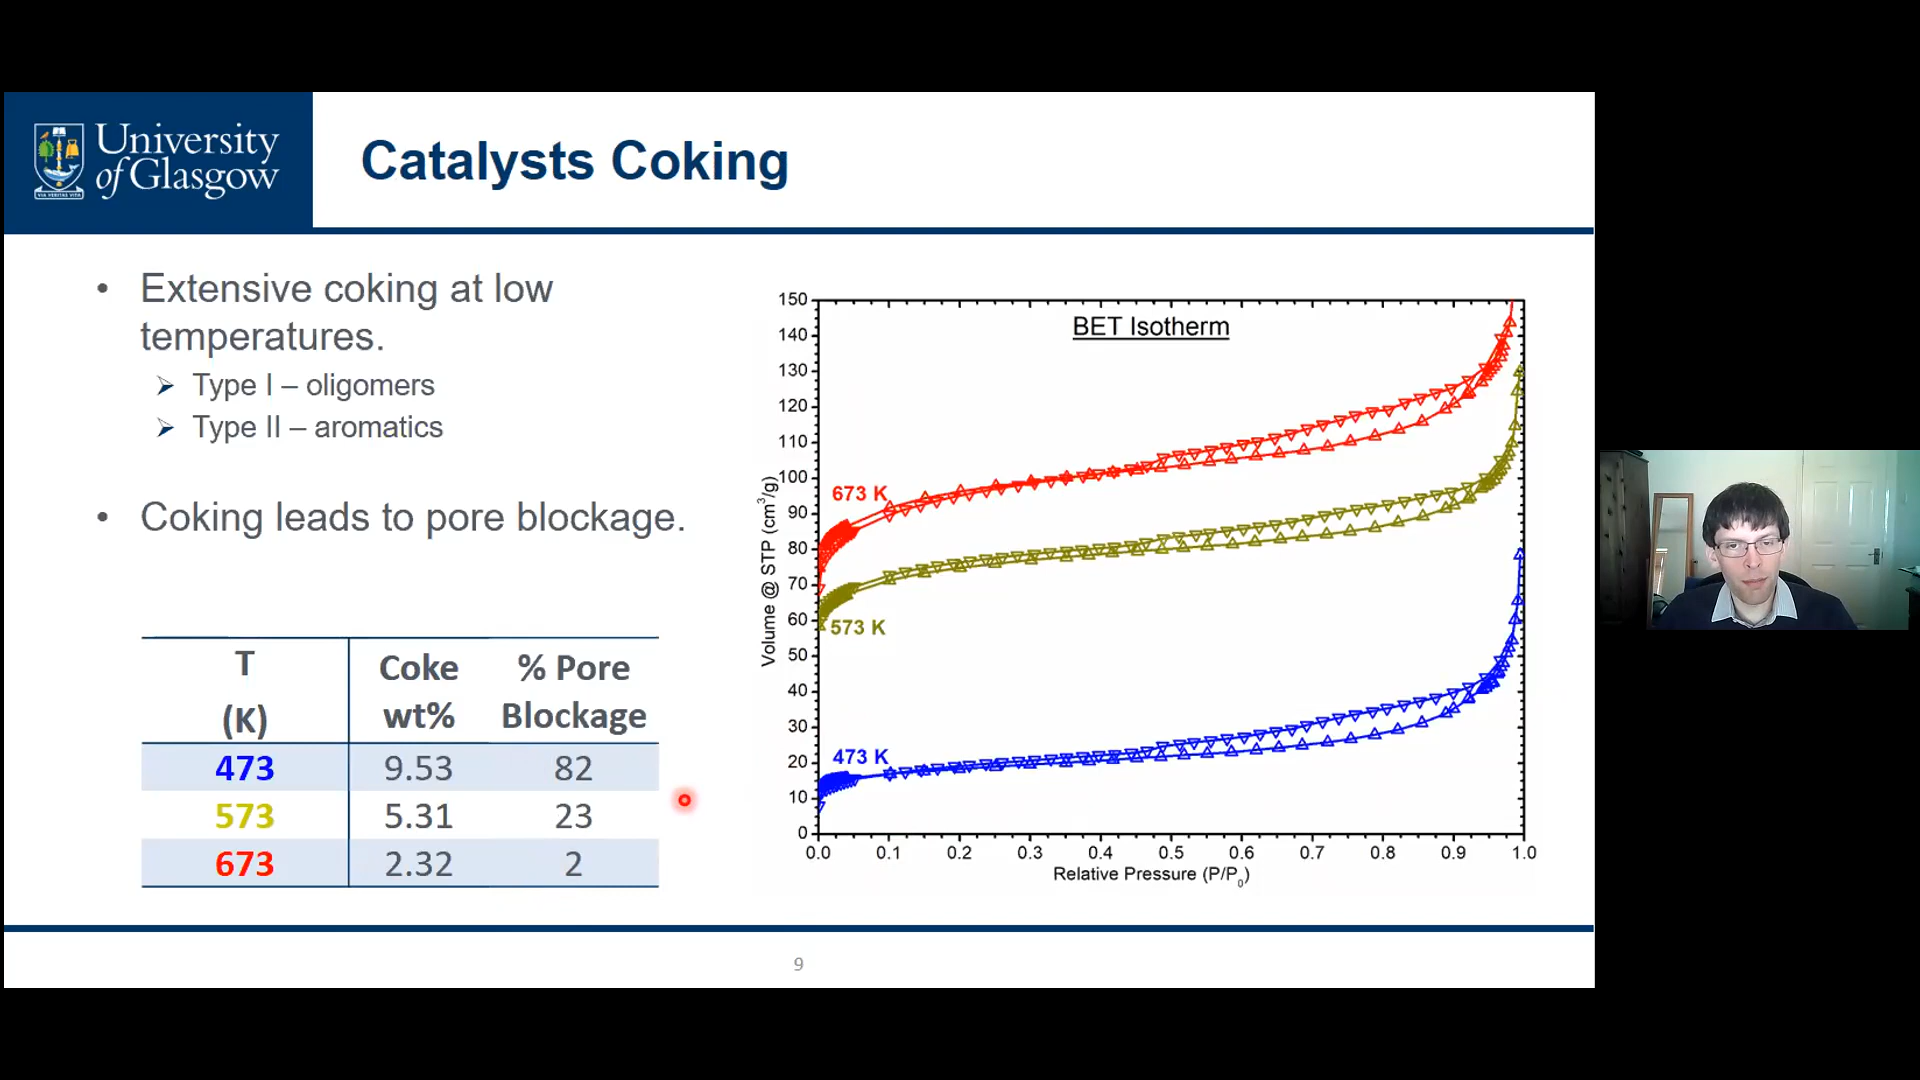 University
of Glasgow
VIA VERITAS VITA
Catalysts Coking
• Extensive coking at low
temperatures.
➢ Type I – oligomers
➢ Type II – aromatics
• Coking leads to pore blockage.
T
(K)
Coke
wt%
% Pore
Blockage
473 9.53 82
573 5.31 23
673 2.32 2
BET Isotherm
Volume @ STP (cm³/g)
150
140
130
120
110
100
90
80
70
60
50
40
30
20
10
0
673 K
573 K
473 K
0.0 0.1 0.2 0.3 0.4 0.5 0.6 0.7 0.8 0.9 1.0
Relative Pressure (P/P₀)
9